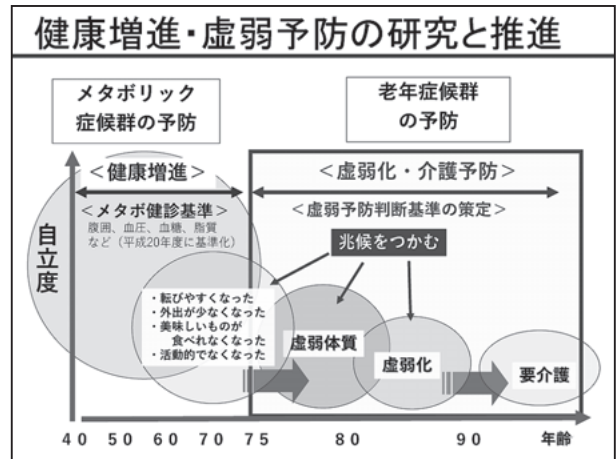 健康増進・虚弱予防の研究と推進
メタボリック
症候群の予防
老年症候群
の予防
＜健康増進＞
＜虚弱化・介護予防＞
＜メタボ健診基準＞
腹囲、血圧、血糖、脂質
など（平成20年度に基準化）
＜虚弱予防判断基準の策定＞
兆候をつかむ
自立度
・転びやすくなった
・外出が少なくなった
・美味しいものが
食べれなくなった
・活動的でなくなった
虚弱体質
虚弱化
要介護
40 50 60 70 75 80 90 年齢